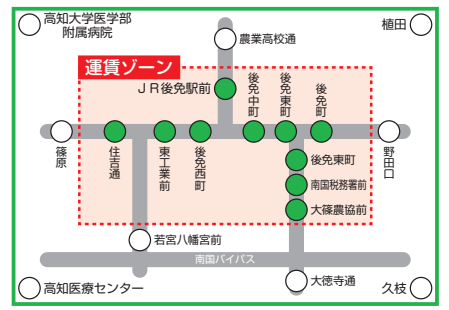 高知大学医学部
附属病院
植田
農業高校通
運賃ゾーン
JR後免駅前
後免中町
後免東町
後免町
篠原
住吉通
東工業前
後免西町
野田口
後免東町
南国税務署前
大篠農協前
若宮八幡宮前
南国バイパス
大徳寺通
高知医療センター
久枝